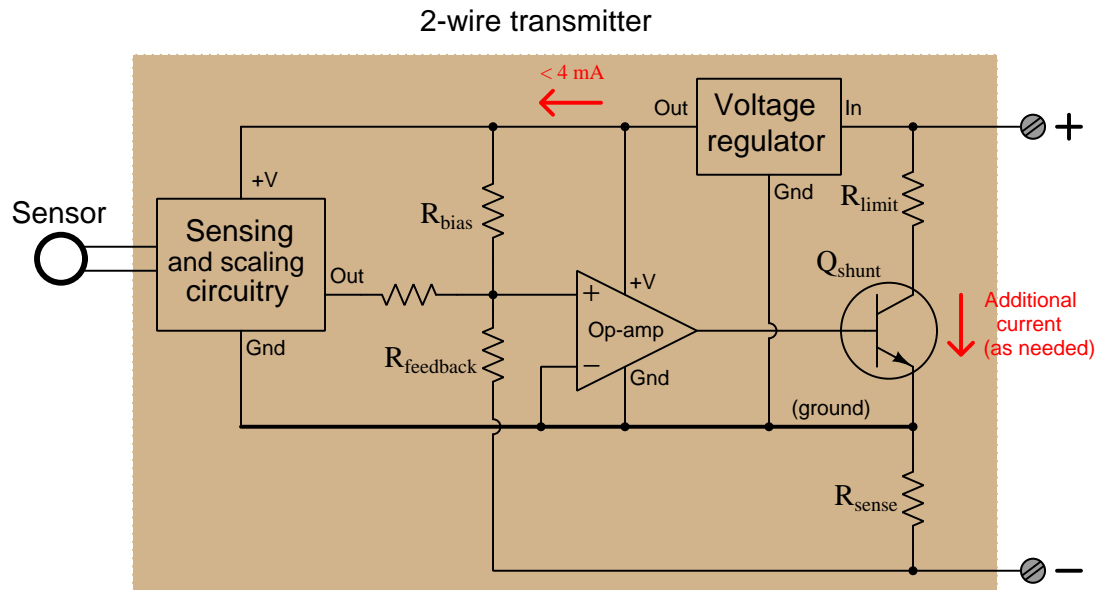 2-wire transmitter
< 4 mA
Out
Voltage
regulator
In
+
Gnd
+V
Sensor
Sensing
and scaling
circuitry
Out
Gnd
Rbias
Rfeedback
+
+V
Op-amp
−
Gnd
Rlimit
Qshunt
Additional
current
(as needed)
(ground)
Rsense
−